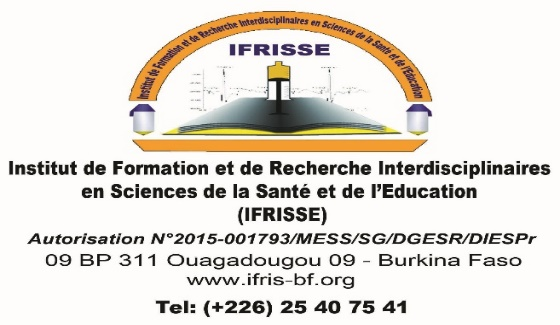 Institut de Formation et de Recherche Interdisciplinaires en Sciences de la Santé et de l'Education
IFRISSE
Institut de Formation et de Recherche Interdisciplinaires
en Sciences de la Santé et de l'Education
(IFRISSE)
Autorisation N°2015-001793/MESS/SG/DGESR/DIESPr
09 BP 311 Ouagadougou 09 - Burkina Faso
www.ifris-bf.org
Tel: (+226) 25 40 75 41